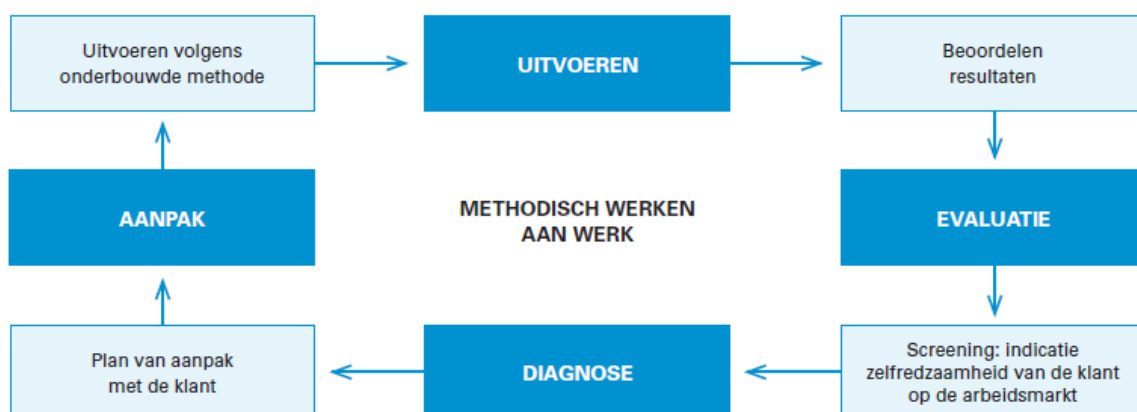 Uitvoeren volgens
onderbouwde methode
UITVOEREN
Beoordelen
resultaten
AANPAK
METHODISCH WERKEN
AAN WERK
EVALUATIE
Plan van aanpak
met de klant
DIAGNOSE
Screening: indicatie
zelfredzaamheid van de klant
op de arbeidsmarkt